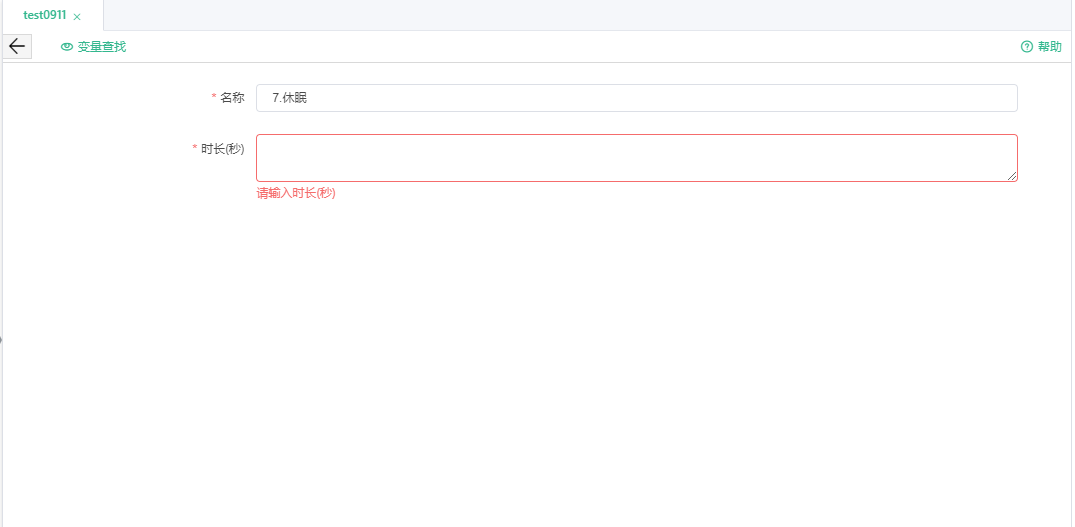 test0911
变量查找
帮助
* 名称 7.休眠
* 时长(秒)
请输入时长(秒)